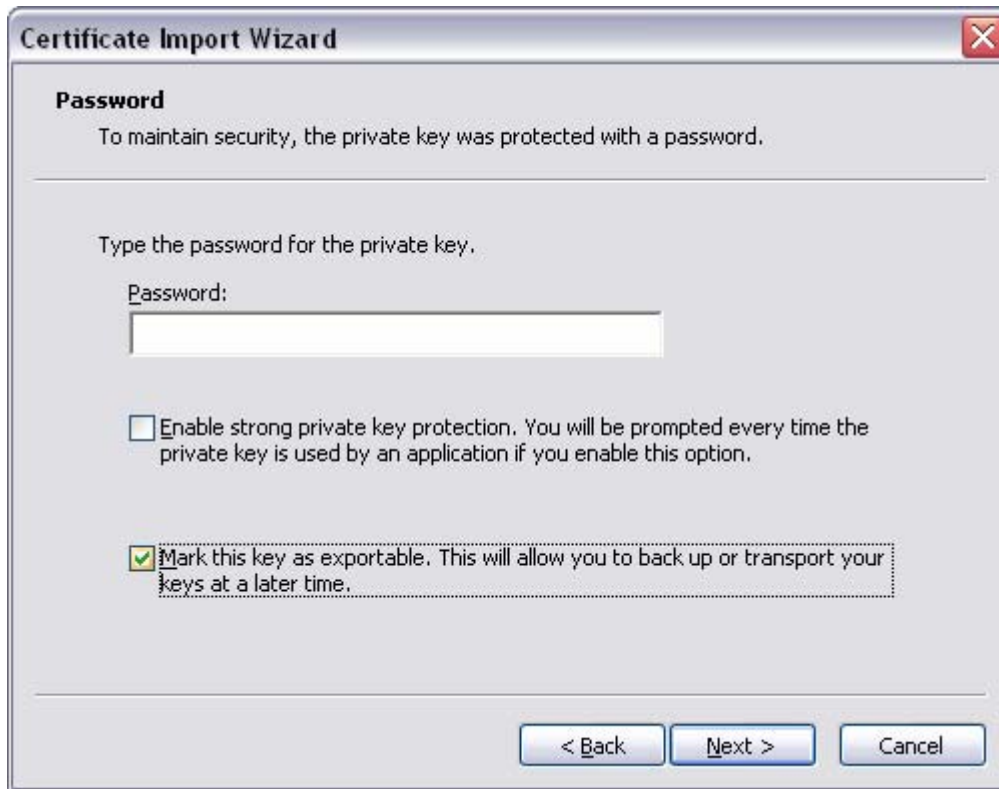 Certificate Import Wizard
Password
To maintain security, the private key was protected with a password.
Type the password for the private key.
Password:
Enable strong private key protection. You will be prompted every time the
private key is used by an application if you enable this option.
Mark this key as exportable. This will allow you to back up or transport your
keys at a later time.
< Back
Next >
Cancel